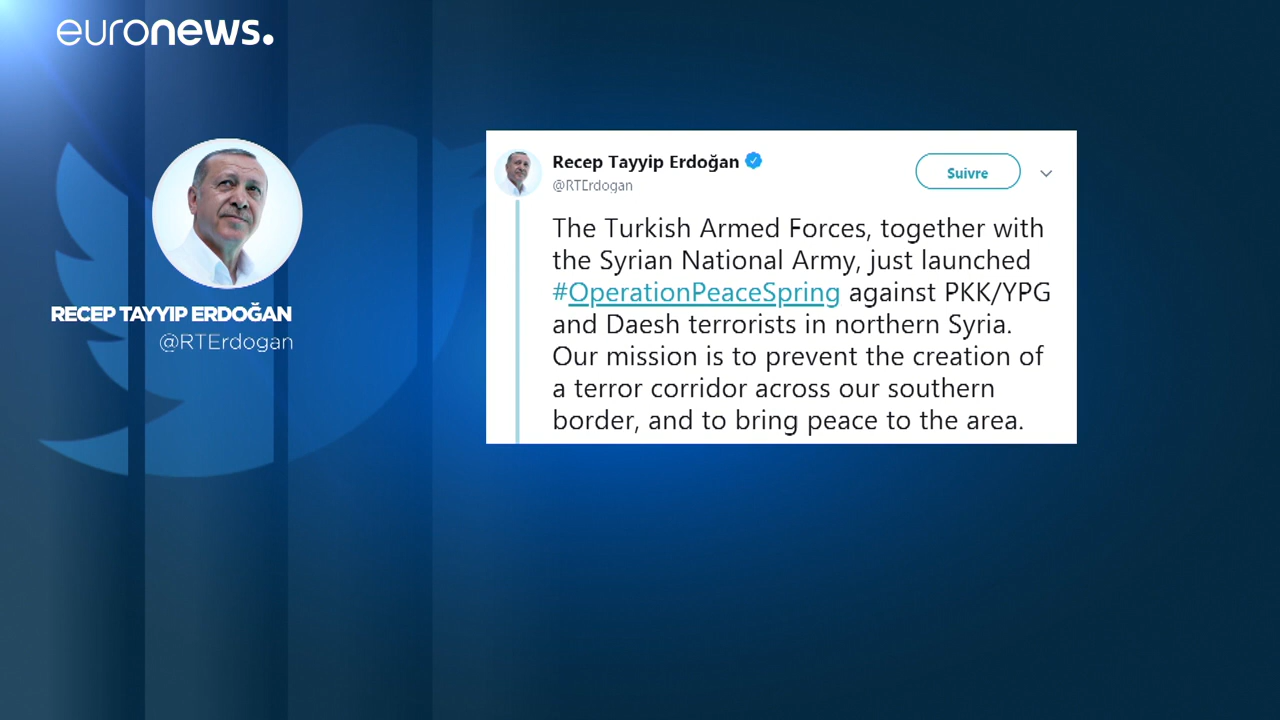 euronews.
RECEP TAYYIP ERDOĞAN
@RTErdogan
Recep Tayyip Erdoğan
@RTErdogan
Suivre
The Turkish Armed Forces, together with
the Syrian National Army, just launched
#OperationPeaceSpring against PKK/YPG
and Daesh terrorists in northern Syria.
Our mission is to prevent the creation of
a terror corridor across our southern
border, and to bring peace to the area.